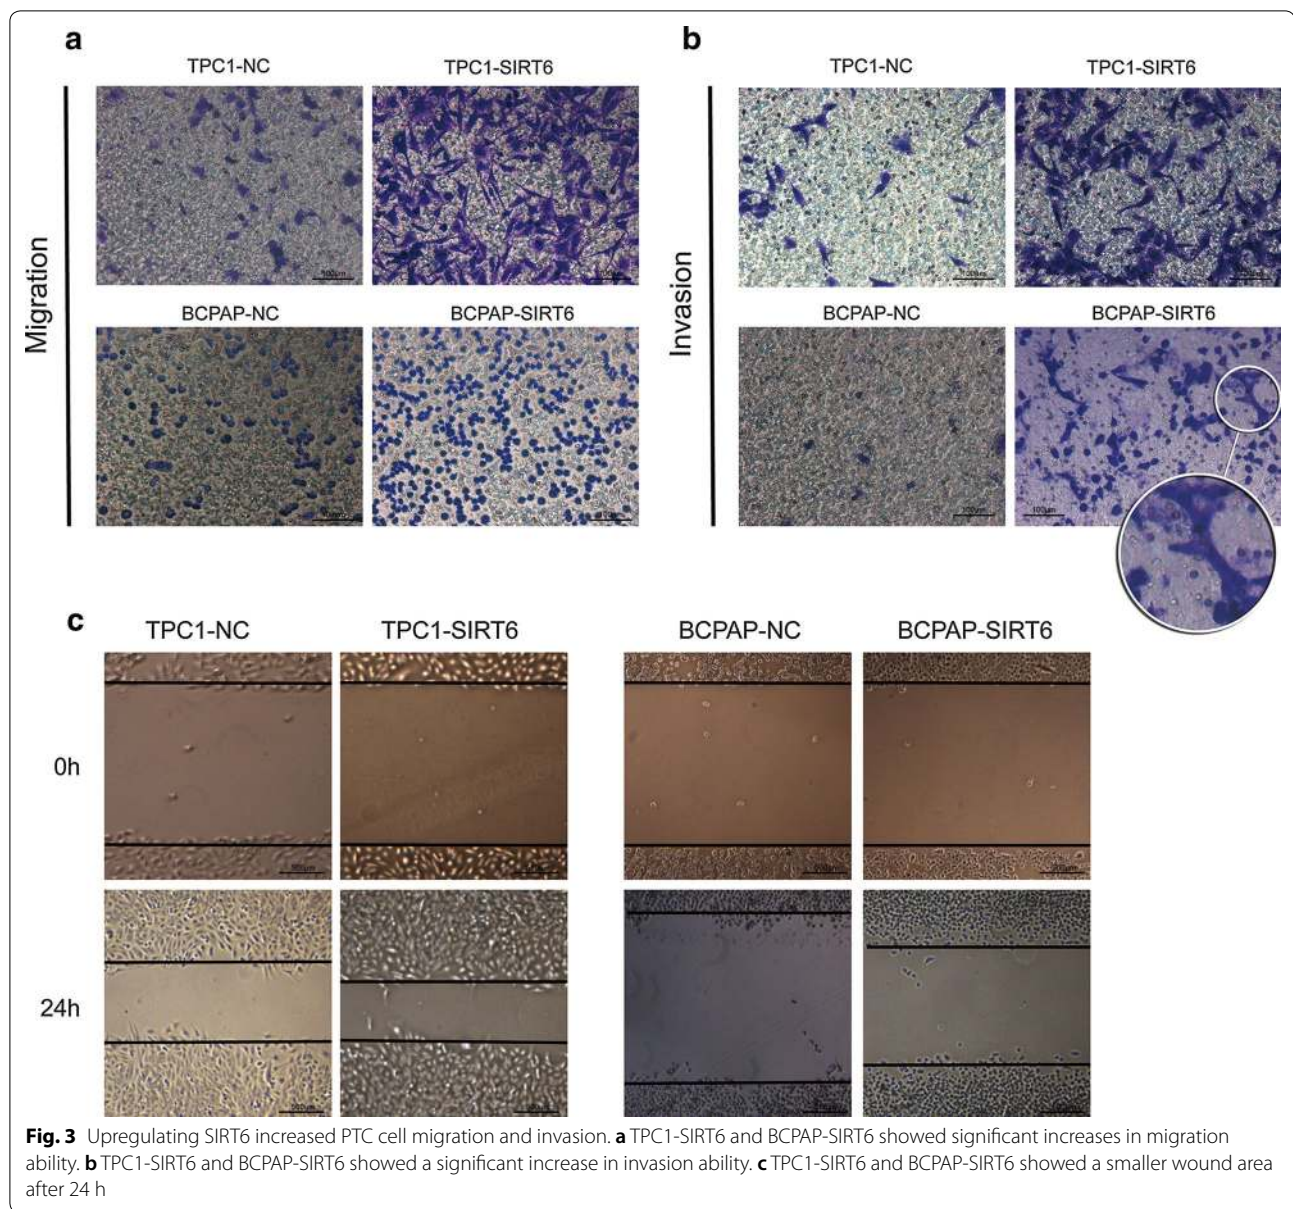 a
b
TPC1-NC
TPC1-SIRT6
TPC1-NC
TPC1-SIRT6
Migration
Invasion
100µm
BCPAP-NC
BCPAP-SIRT6
BCPAP-NC
BCPAP-SIRT6
100µm
100µm
c
TPC1-NC
TPC1-SIRT6
BCPAP-NC
BCPAP-SIRT6
0h
24h
Fig. 3 Upregulating SIRT6 increased PTC cell migration and invasion. a TPC1-SIRT6 and BCPAP-SIRT6 showed significant increases in migration
ability. b TPC1-SIRT6 and BCPAP-SIRT6 showed a significant increase in invasion ability. c TPC1-SIRT6 and BCPAP-SIRT6 showed a smaller wound area
after 24 h